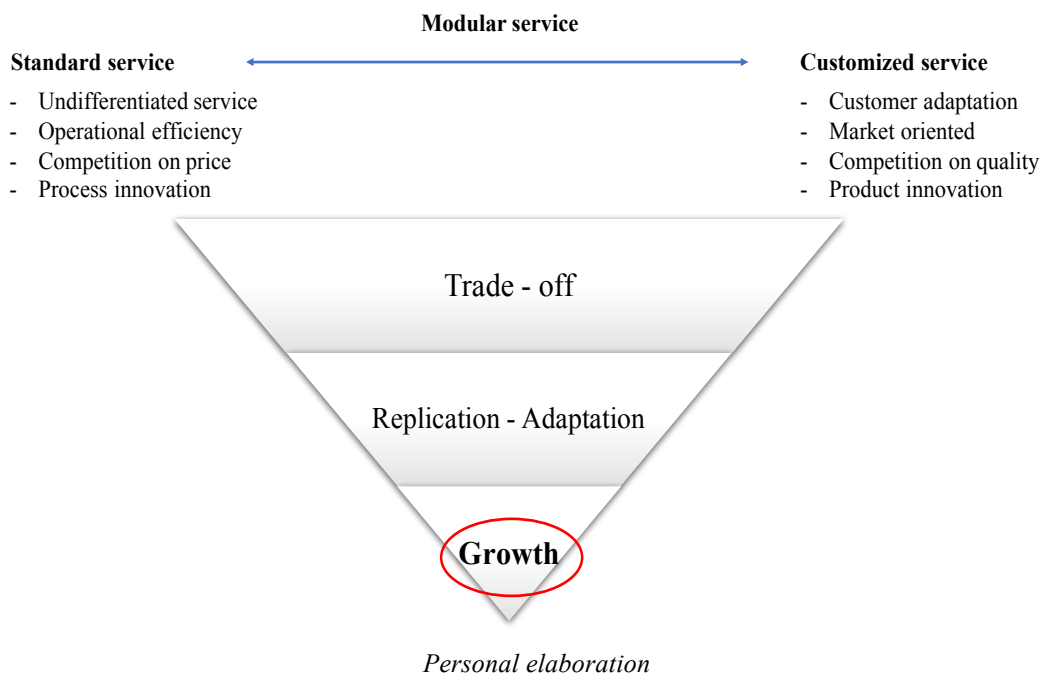 Modular service
Standard service
- Undifferentiated service
- Operational efficiency
- Competition on price
- Process innovation
Customized service
- Customer adaptation
- Market oriented
- Competition on quality
- Product innovation
Trade - off
Replication - Adaptation
Growth
Personal elaboration